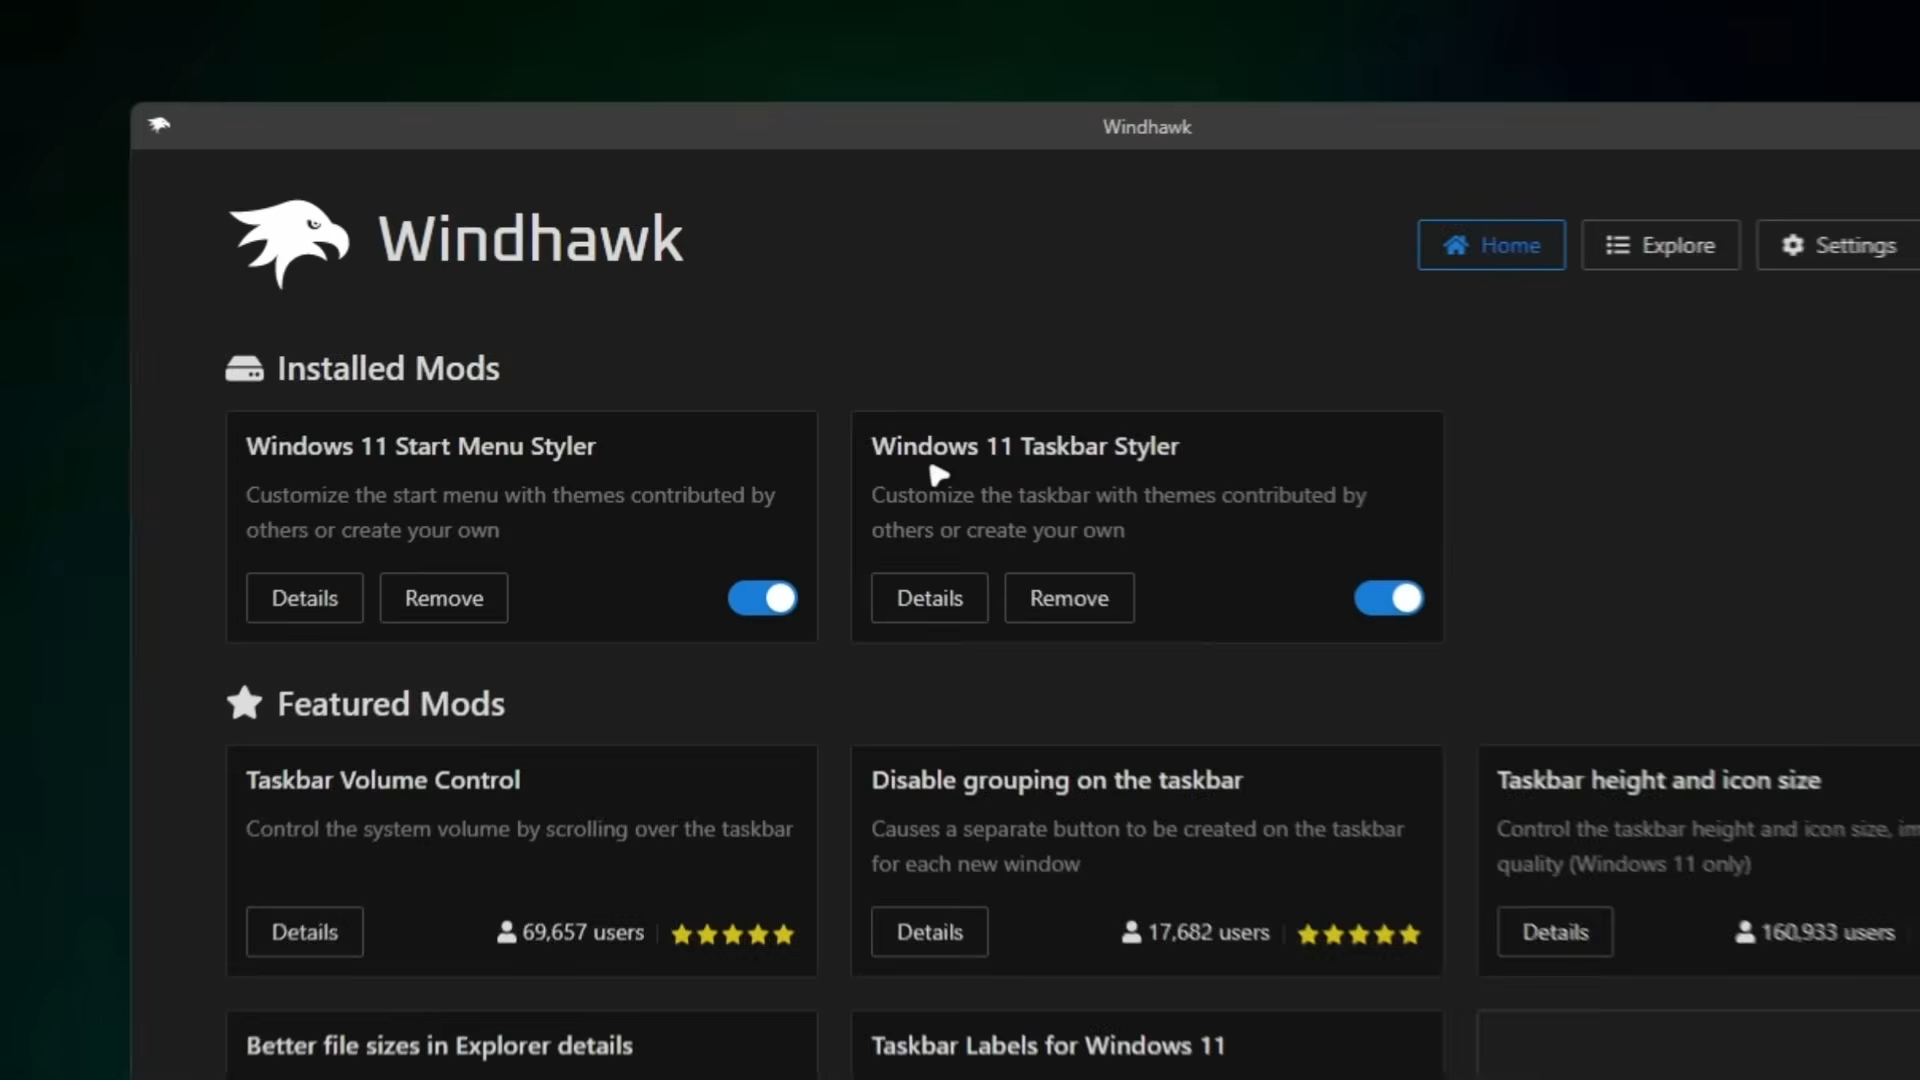 Windhawk
Windhawk
Home
Explore
Settings
Installed Mods
Windows 11 Start Menu Styler
Customize the start menu with themes contributed by
others or create your own
Details
Remove
Windows 11 Taskbar Styler
Customize the taskbar with themes contributed by
others or create your own
Details
Remove
Featured Mods
Taskbar Volume Control
Control the system volume by scrolling over the taskbar
Details
69,657 users
Disable grouping on the taskbar
Causes a separate button to be created on the taskbar
for each new window
Details
17,682 users
Taskbar height and icon size
Control the taskbar height and icon size,
quality (Windows 11 only)
Details
160,933 users
Better file sizes in Explorer details
Taskbar Labels for Windows 11